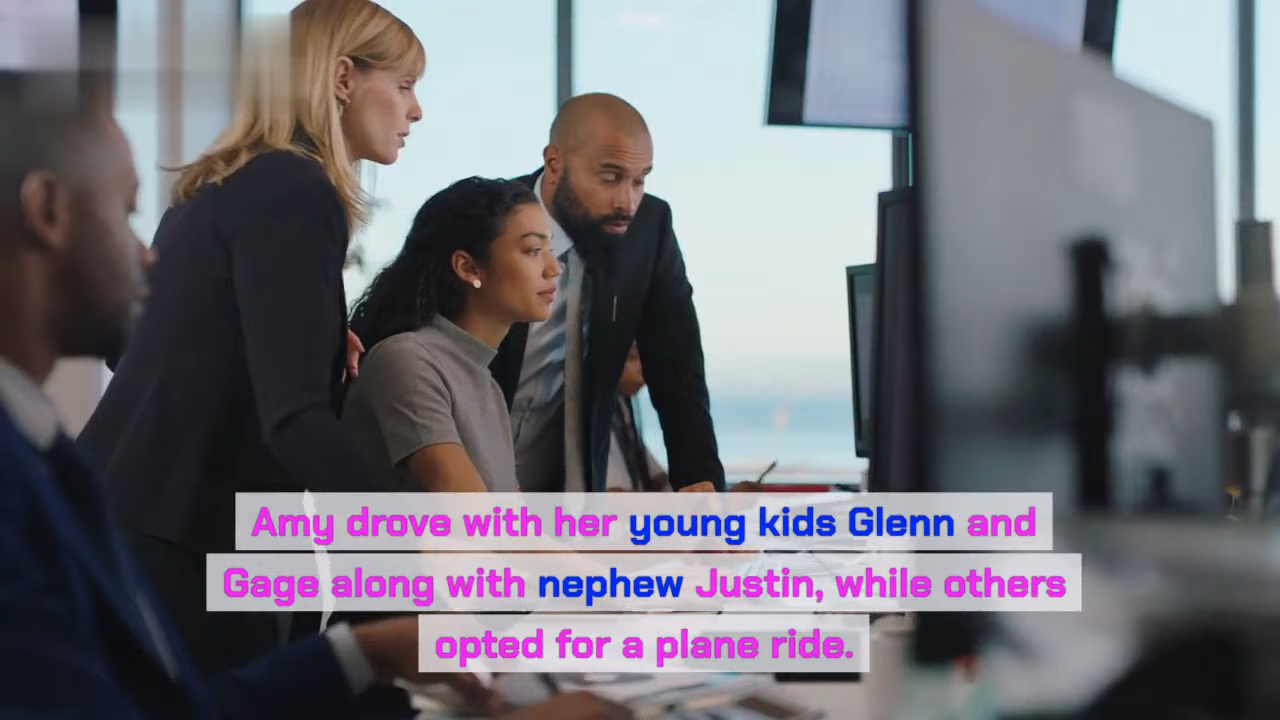 Amy drove with her young kids Glenn and
Gage along with nephew Justin, while others
opted for a plane ride.